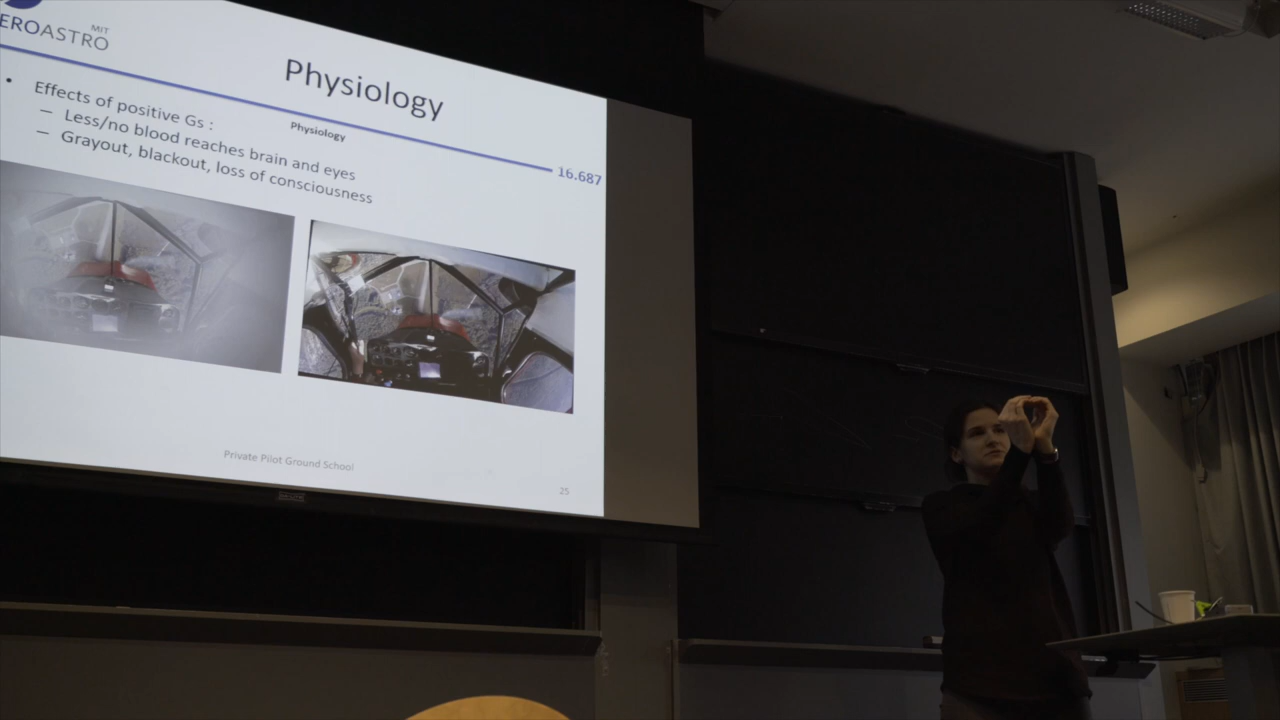 MIT
EROASTRO
Physiology
Physiology
16.687
• Effects of positive Gs :
– Less/no blood reaches brain and eyes
– Grayout, blackout, loss of consciousness
Private Pilot Ground School
25